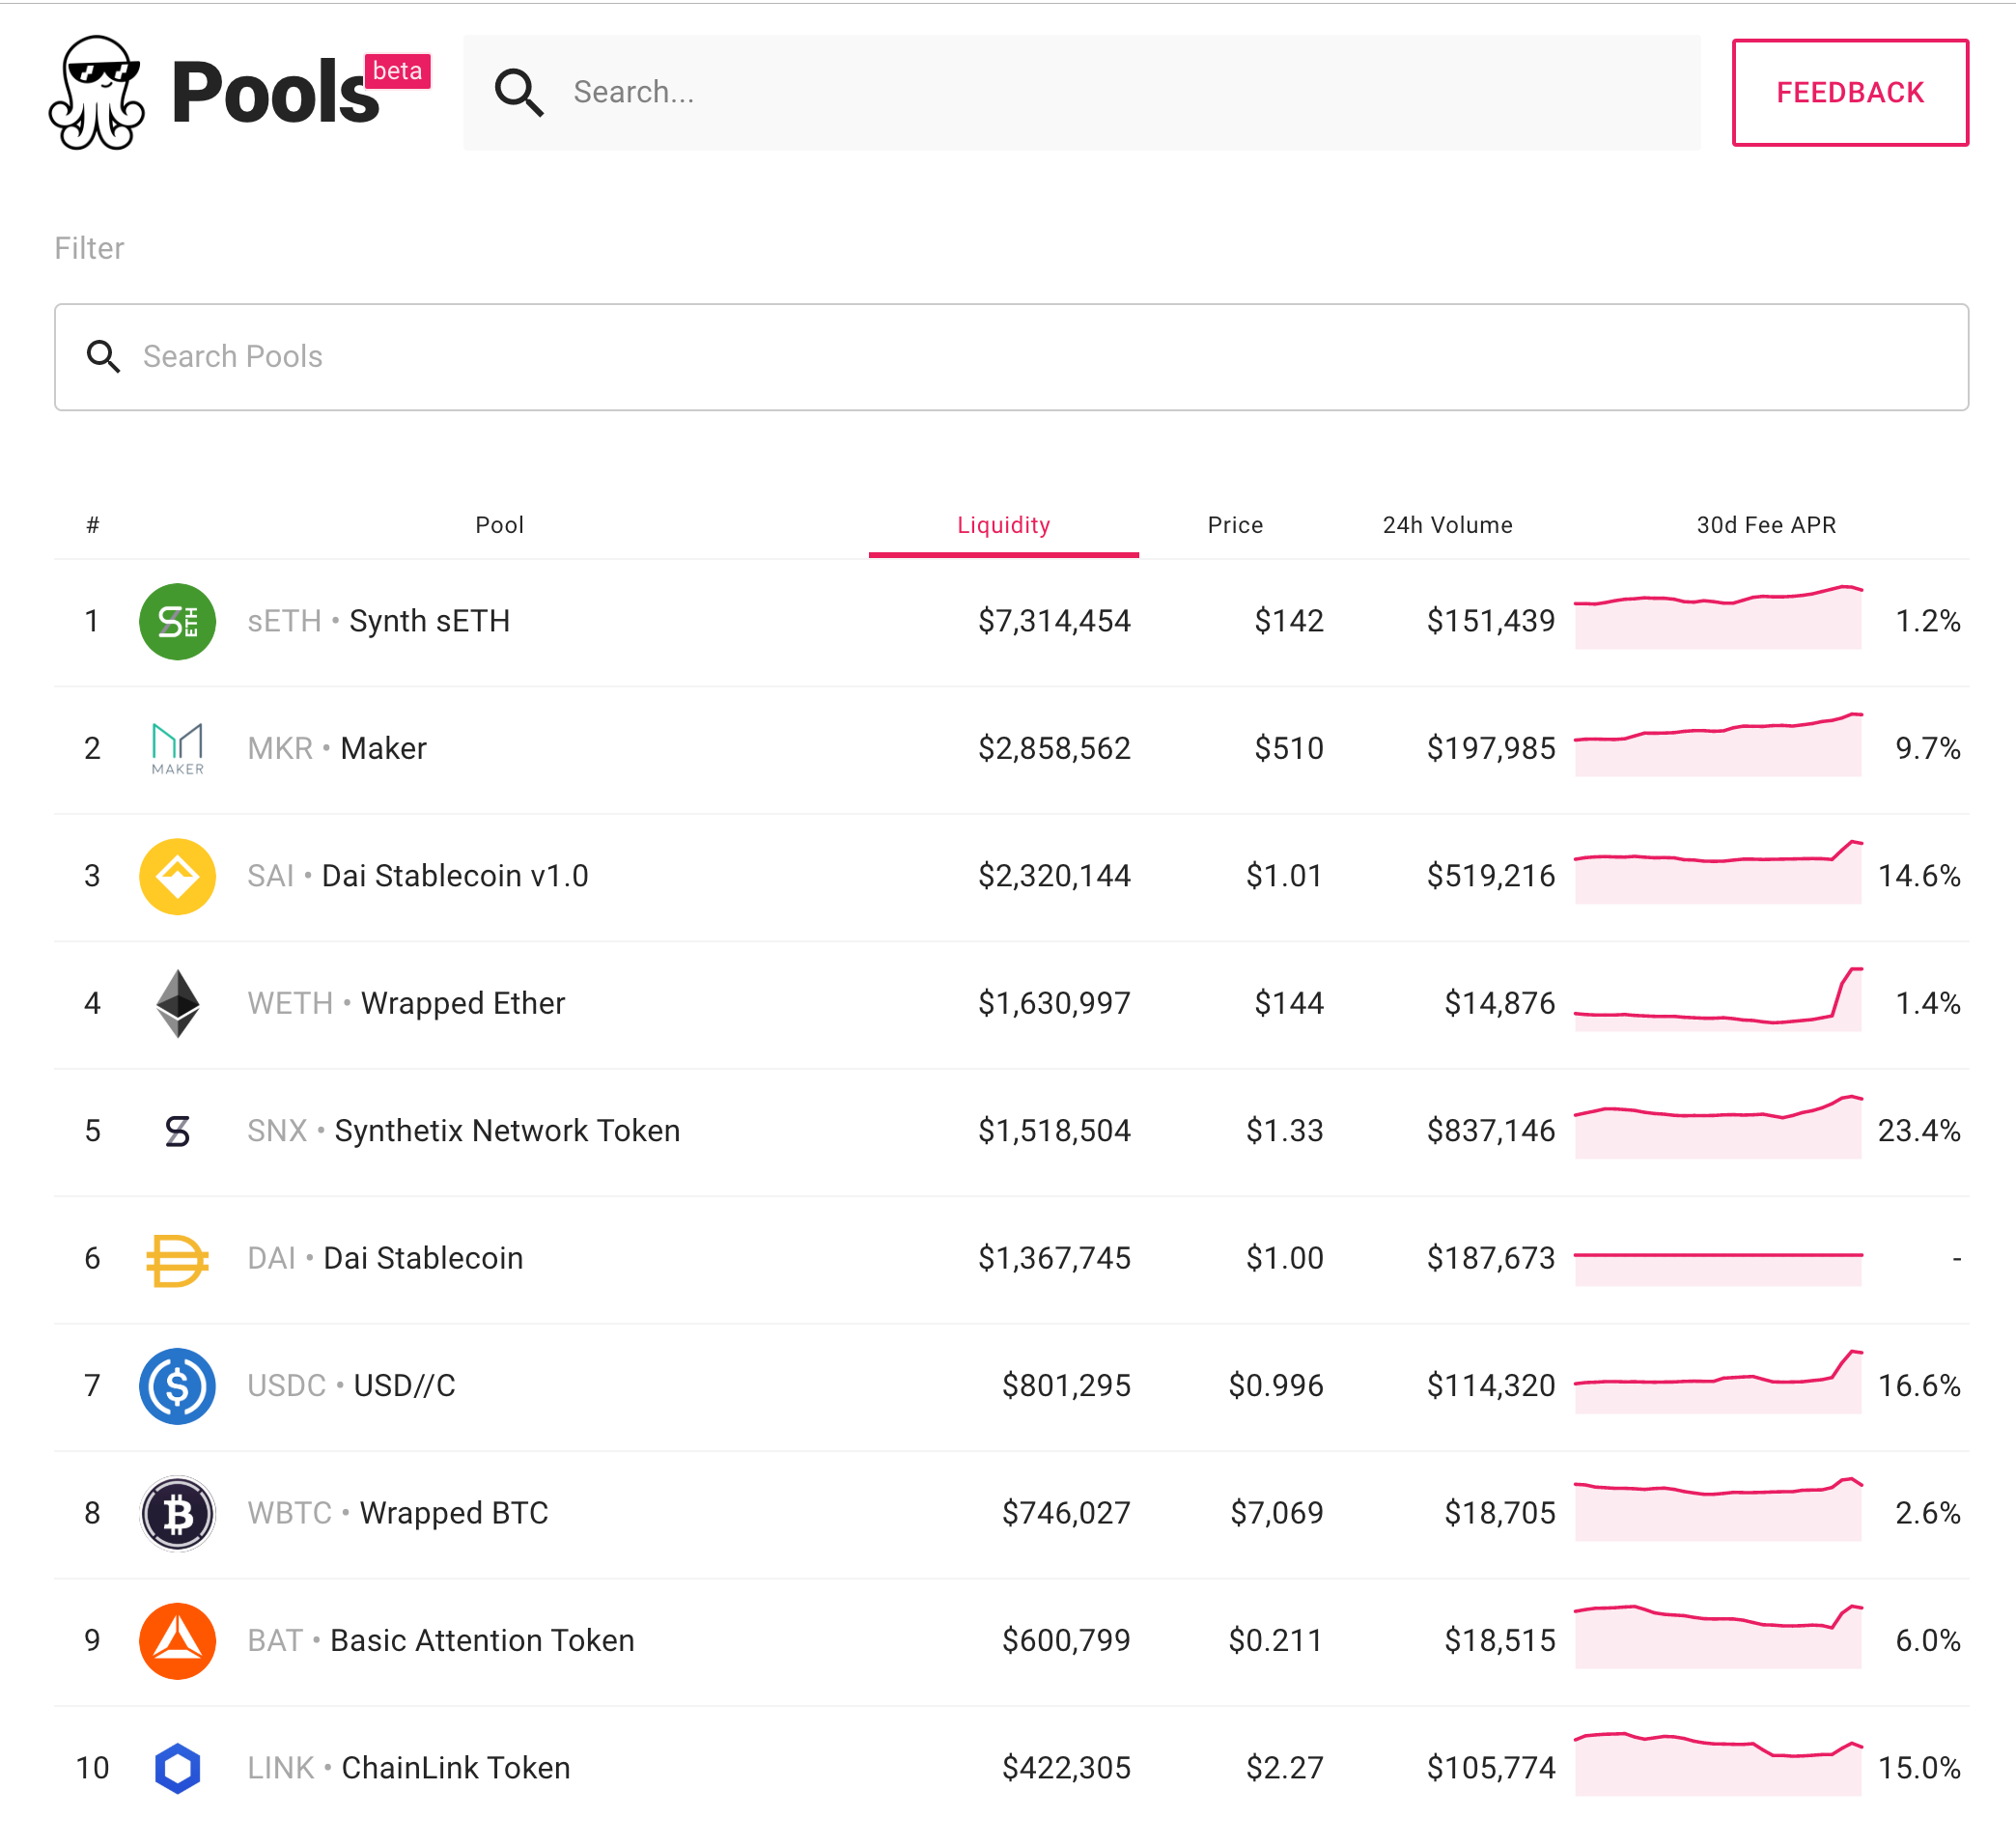 Pools beta Search... FEEDBACK
Filter
Search Pools
# Pool Liquidity Price 24h Volume 30d Fee APR
1 S ETH sETH • Synth sETH $7,314,454 $142 $151,439 1.2%
2 MAKER MKR • Maker $2,858,562 $510 $197,985 9.7%
3 SAI • Dai Stablecoin v1.0 $2,320,144 $1.01 $519,216 14.6%
4 WETH • Wrapped Ether $1,630,997 $144 $14,876 1.4%
5 S SNX • Synthetix Network Token $1,518,504 $1.33 $837,146 23.4%
6 DAI • Dai Stablecoin $1,367,745 $1.00 $187,673 -
7 $ USDC • USD//C $801,295 $0.996 $114,320 16.6%
8 ₿ WBTC • Wrapped BTC $746,027 $7,069 $18,705 2.6%
9 BAT • Basic Attention Token $600,799 $0.211 $18,515 6.0%
10 LINK • ChainLink Token $422,305 $2.27 $105,774 15.0%